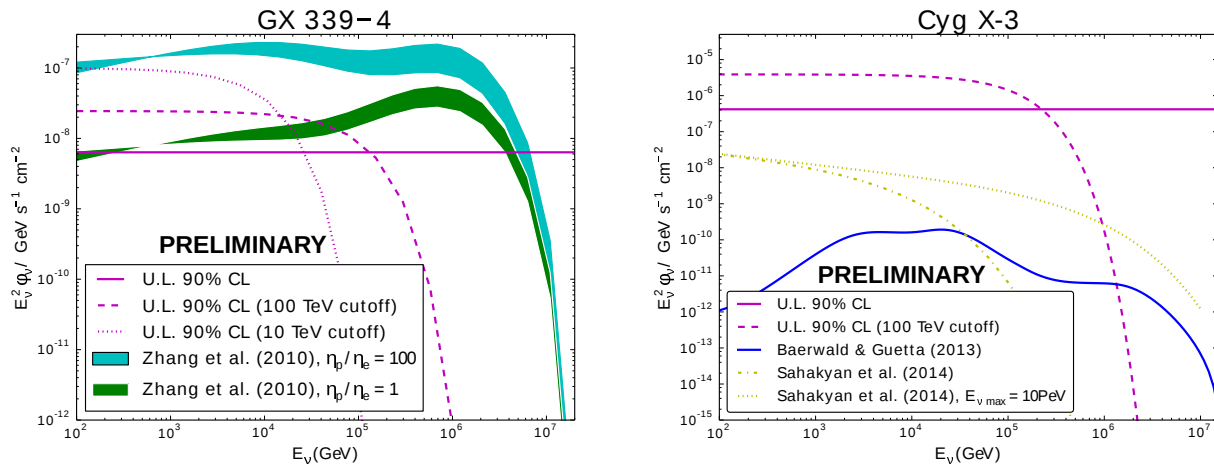 GX 339−4
E_ν^2 φ_ν / GeV s^−1 cm^−2
10^-7
10^-8
10^-9
10^-10
10^-11
10^-12
PRELIMINARY
U.L. 90% CL
U.L. 90% CL (100 TeV cutoff)
U.L. 90% CL (10 TeV cutoff)
Zhang et al. (2010), η_p/η_e = 100
Zhang et al. (2010), η_p/η_e = 1
10^2 10^3 10^4 10^5 10^6 10^7
E_ν(GeV)
Cyg X-3
E_ν^2 φ_ν / GeV s^−1 cm^−2
10^-5
10^-6
10^-7
10^-8
10^-9
10^-10
10^-11
10^-12
10^-13
10^-14
10^-15
PRELIMINARY
U.L. 90% CL
U.L. 90% CL (100 TeV cutoff)
Baerwald & Guetta (2013)
Sahakyan et al. (2014)
Sahakyan et al. (2014), E_ν max = 10PeV
10^2 10^3 10^4 10^5 10^6 10^7
E_ν(GeV)